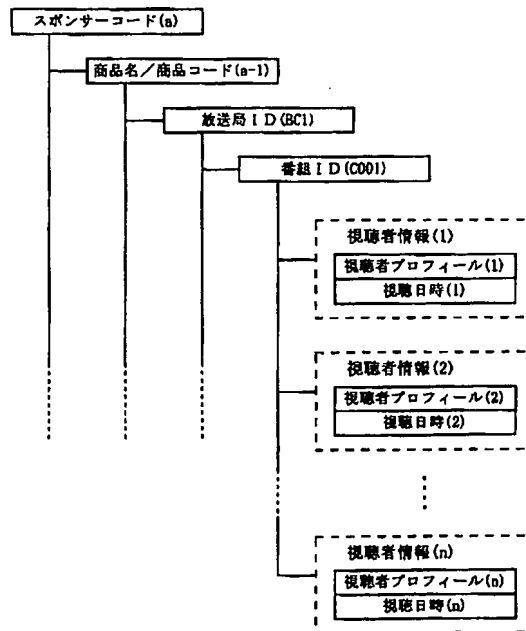 スポンサーコード(a)
商品名／商品コード(a-1)
放送局ＩＤ(BC1)
番組ＩＤ(C001)
視聴者情報(1)
視聴者プロフィール(1)
視聴日時(1)
視聴者情報(2)
視聴者プロフィール(2)
視聴日時(2)
視聴者情報(n)
視聴者プロフィール(n)
視聴日時(n)